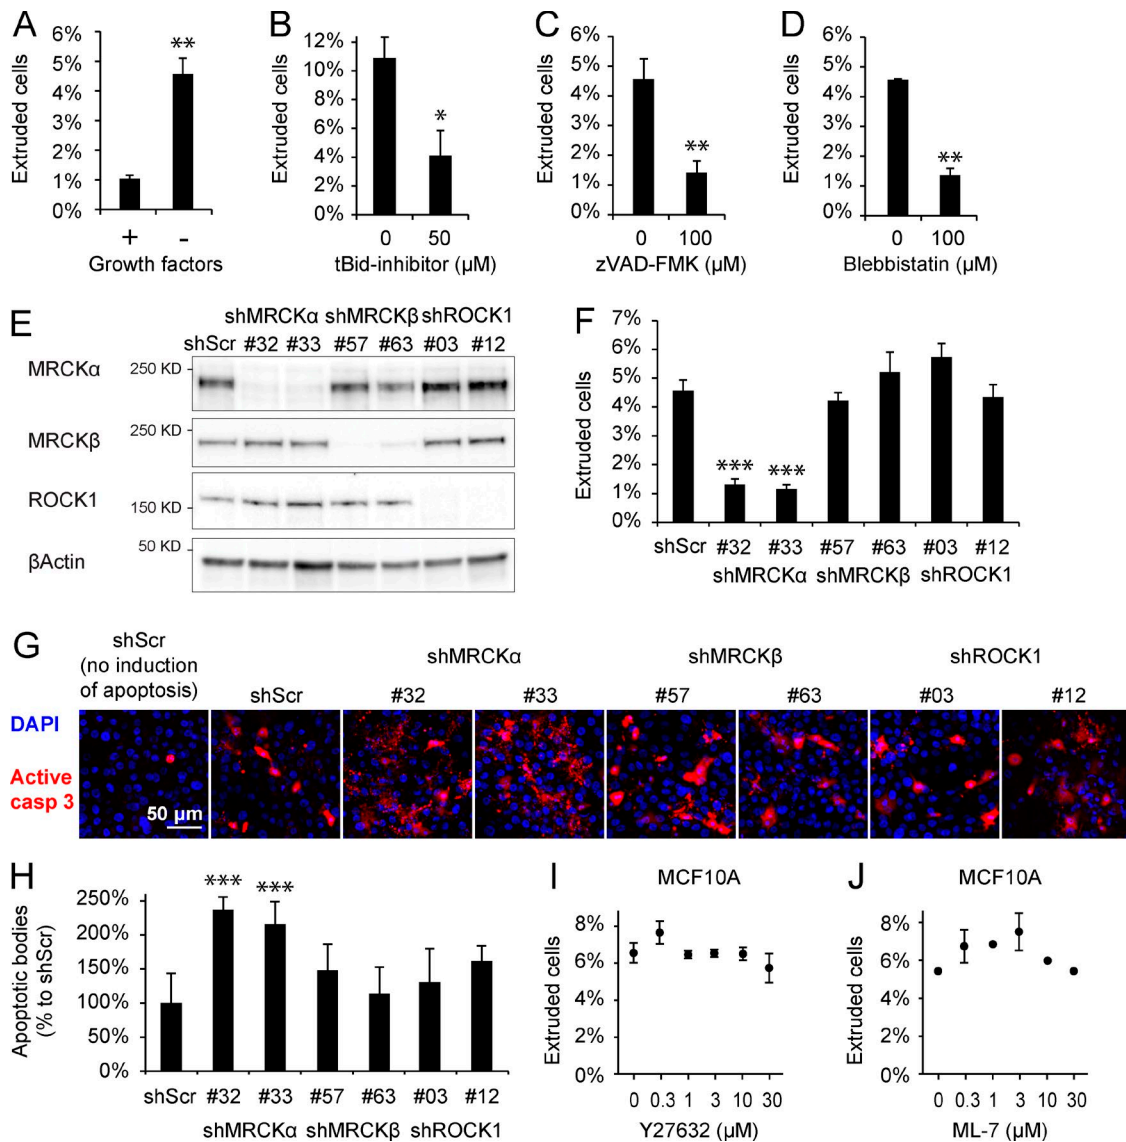 A
Extruded cells
6%
5%
4%
3%
2%
1%
0%
**
+ -
Growth factors
B
Extruded cells
12%
10%
8%
6%
4%
2%
0%
*
0 50
tBid-inhibitor (µM)
C
Extruded cells
6%
5%
4%
3%
2%
1%
0%
**
0 100
zVAD-FMK (µM)
D
Extruded cells
6%
5%
4%
3%
2%
1%
0%
**
0 100
Blebbistatin (µM)
E
shMRCKα shMRCKβ shROCK1
shScr #32 #33 #57 #63 #03 #12
MRCKα 250 KD
MRCKβ 250 KD
ROCK1 150 KD
βActin 50 KD
F
Extruded cells
7%
6%
5%
4%
3%
2%
1%
0%
*** ***
shScr #32 #33 #57 #63 #03 #12
shMRCKα shMRCKβ shROCK1
G
shScr
(no induction
of apoptosis)
shMRCKα shMRCKβ shROCK1
shScr #32 #33 #57 #63 #03 #12
DAPI
Active
casp 3
50 µm
H
Apoptotic bodies
(% to shScr)
250%
200%
150%
100%
50%
0%
*** ***
shScr #32 #33 #57 #63 #03 #12
shMRCKα shMRCKβ shROCK1
I
MCF10A
Extruded cells
8%
6%
4%
2%
0%
0 0.3 1 3 10 30
Y27632 (µM)
J
MCF10A
Extruded cells
8%
6%
4%
2%
0%
0 0.3 1 3 10 30
ML-7 (µM)